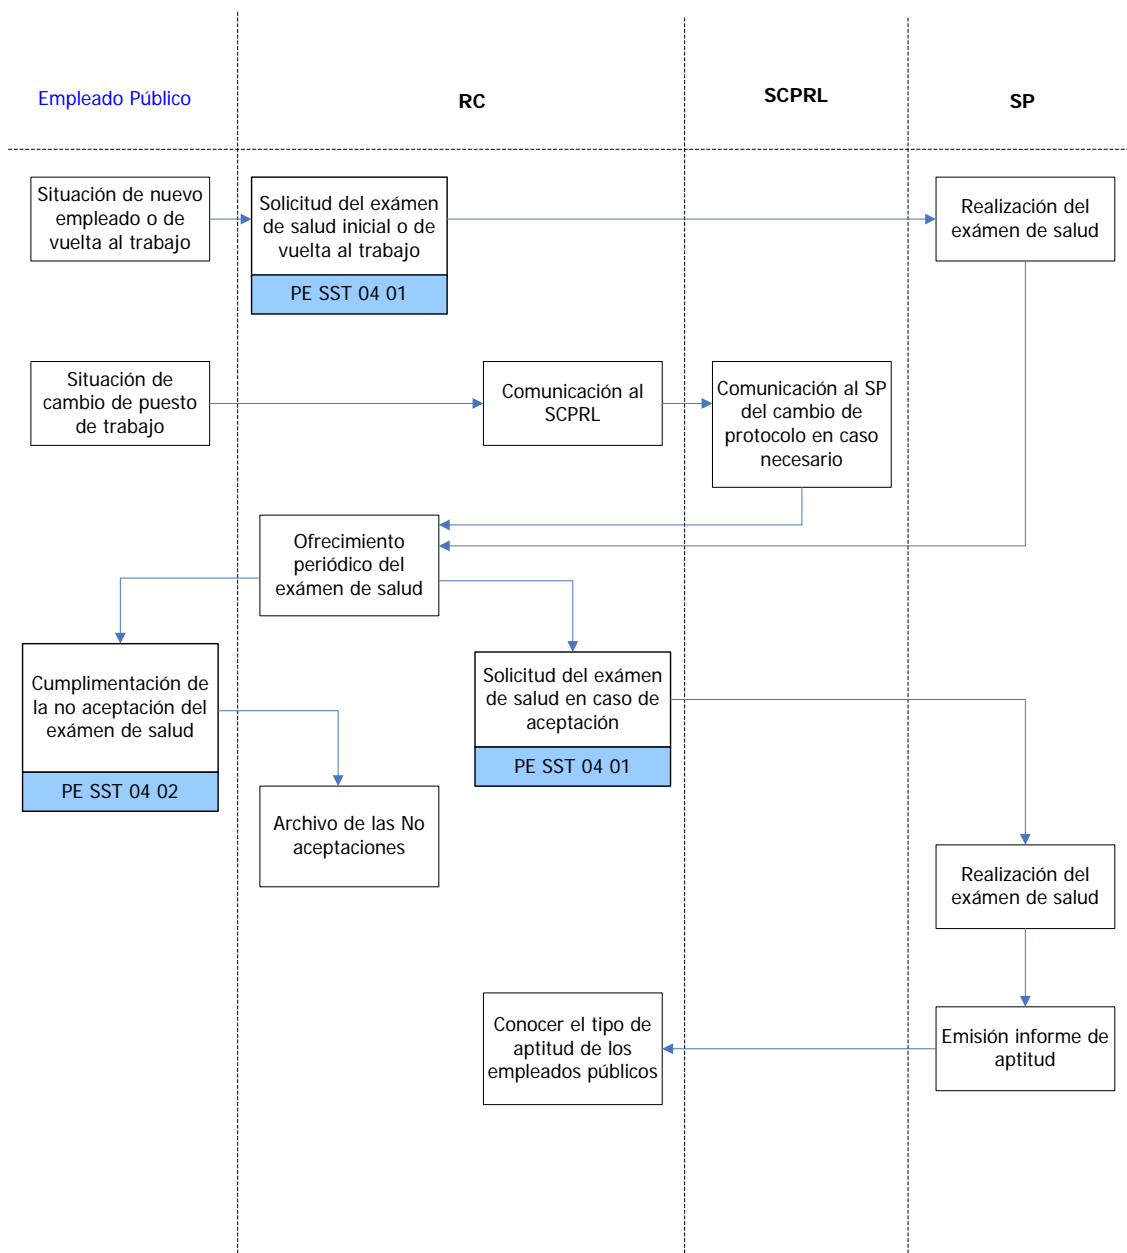 Empleado Público
RC
SCPRL
SP
Situación de nuevo
empleado o de
vuelta al trabajo
Solicitud del exámen
de salud inicial o de
vuelta al trabajo
PE SST 04 01
Realización del
exámen de salud
Situación de
cambio de puesto
de trabajo
Comunicación al
SCPRL
Comunicación al SP
del cambio de
protocolo en caso
necesario
Ofrecimiento
periódico del
exámen de salud
Cumplimentación de
la no aceptación del
exámen de salud
PE SST 04 02
Solicitud del exámen
de salud en caso de
aceptación
PE SST 04 01
Archivo de las No
aceptaciones
Realización del
exámen de salud
Conocer el tipo de
aptitud de los
empleados públicos
Emisión informe de
aptitud